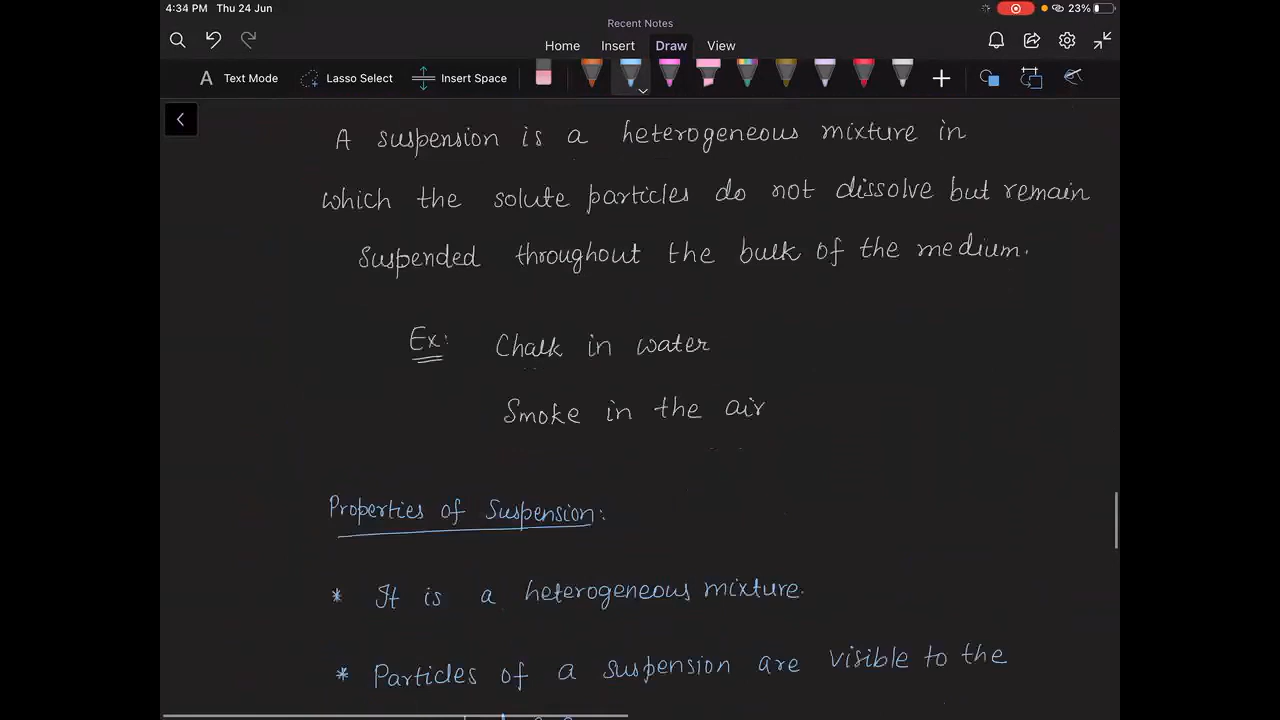 4:34 PM Thu 24 Jun
23%
Recent Notes
Home Insert Draw View
Text Mode Lasso Select Insert Space
A suspension is a heterogeneous mixture in
which the solute particles do not dissolve but remain
suspended throughout the bulk of the medium.
Ex: Chalk in water
Smoke in the air
Properties of Suspension:
* It is a heterogeneous mixture.
* Particles of a suspension are visible to the